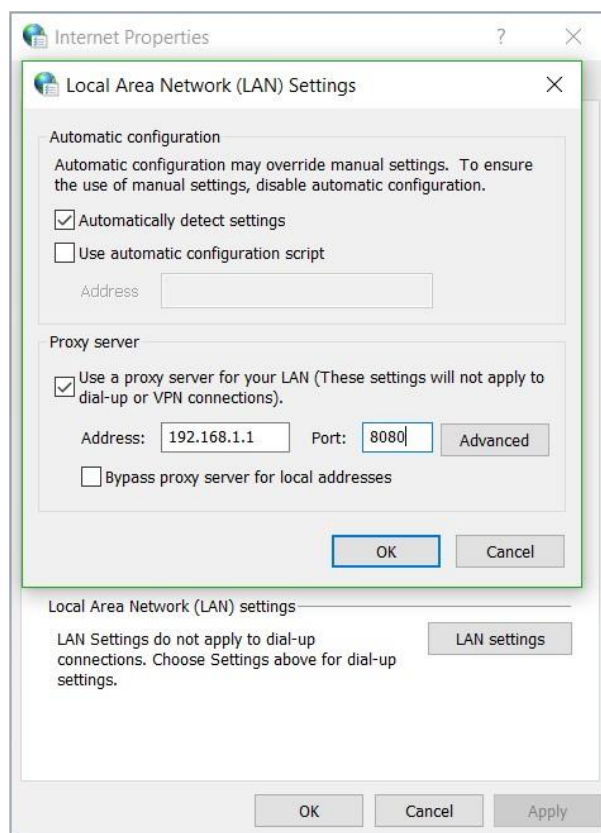 Internet Properties
Local Area Network (LAN) Settings
Automatic configuration
Automatic configuration may override manual settings. To ensure
the use of manual settings, disable automatic configuration.
Automatically detect settings
Use automatic configuration script
Address
Proxy server
Use a proxy server for your LAN (These settings will not apply to
dial-up or VPN connections).
Address: 192.168.1.1 Port: 8080 Advanced
Bypass proxy server for local addresses
OK Cancel
Local Area Network (LAN) settings
LAN Settings do not apply to dial-up
connections. Choose Settings above for dial-up
settings.
LAN settings
OK Cancel Apply